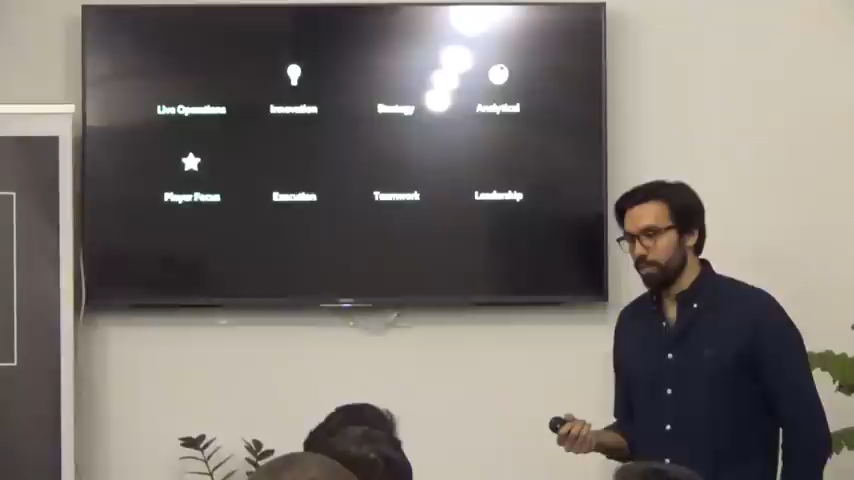 Live Operations
Innovation
Strategy
Analytical
Player Focus
Execution
Teamwork
Leadership